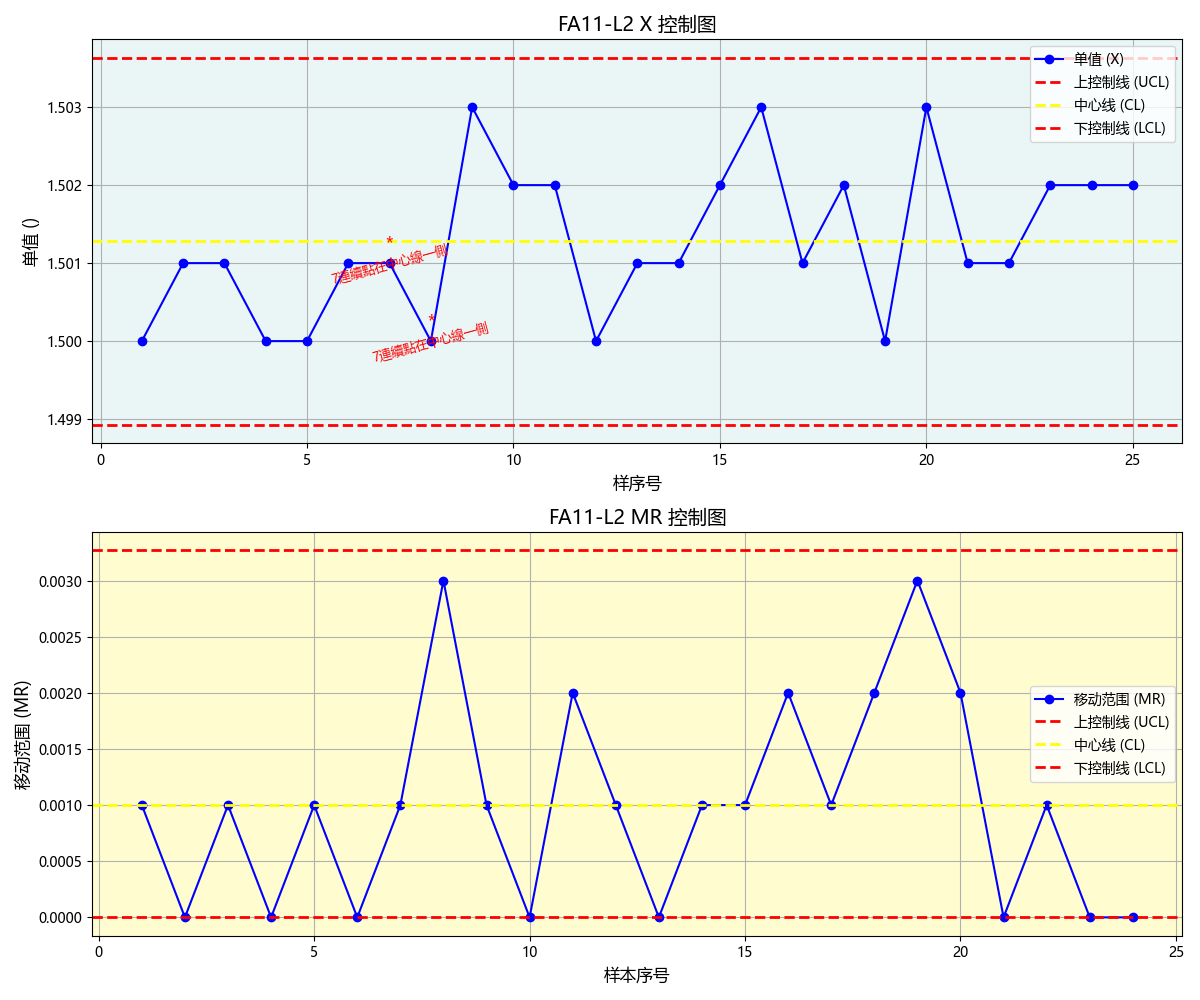 FA11-L2 X 控制图
单值 (X)
上控制线 (UCL)
中心线 (CL)
下控制线 (LCL)
1.503
1.502
1.501
1.500
1.499
单值 ()
*
7連續點在中心線一側
*
7連續點在中心線一側
0 5 10 15 20 25
样序号
FA11-L2 MR 控制图
0.0030
0.0025
0.0020
0.0015
0.0010
0.0005
0.0000
移动范围 (MR)
移动范围 (MR)
上控制线 (UCL)
中心线 (CL)
下控制线 (LCL)
0 5 10 15 20 25
样本序号